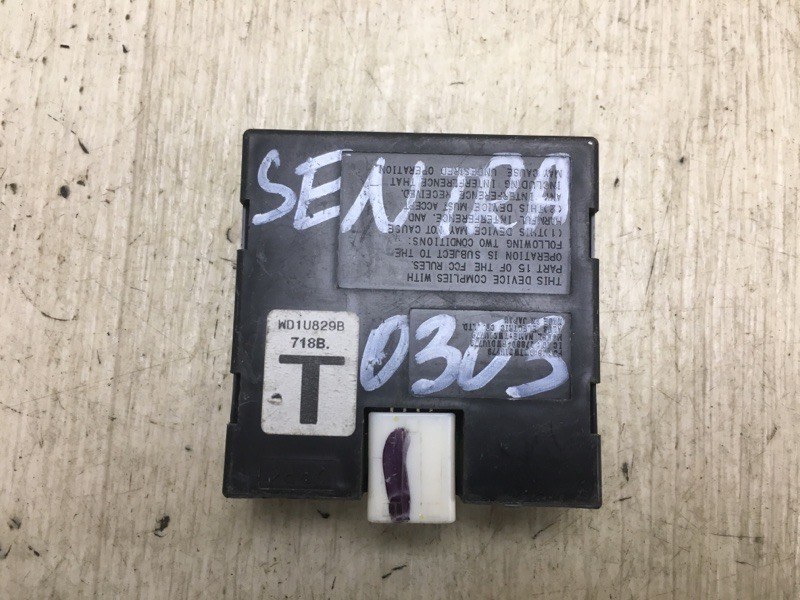 SEN
THIS DEVICE COMPLIES WITH
PART 15 OF THE FCC RULES.
OPERATION IS SUBJECT TO THE
FOLLOWING TWO CONDITIONS:
(1)THIS DEVICE MAY NOT CAUSE
HARMFUL INTERFERENCE, AND
(2)THIS DEVICE MUST ACCEPT
ANY INTERFERENCE RECEIVED,
INCLUDING INTERFERENCE THAT
MAY CAUSE UNDESIRED OPERATION.
WD1U829B
718B.
T
0303